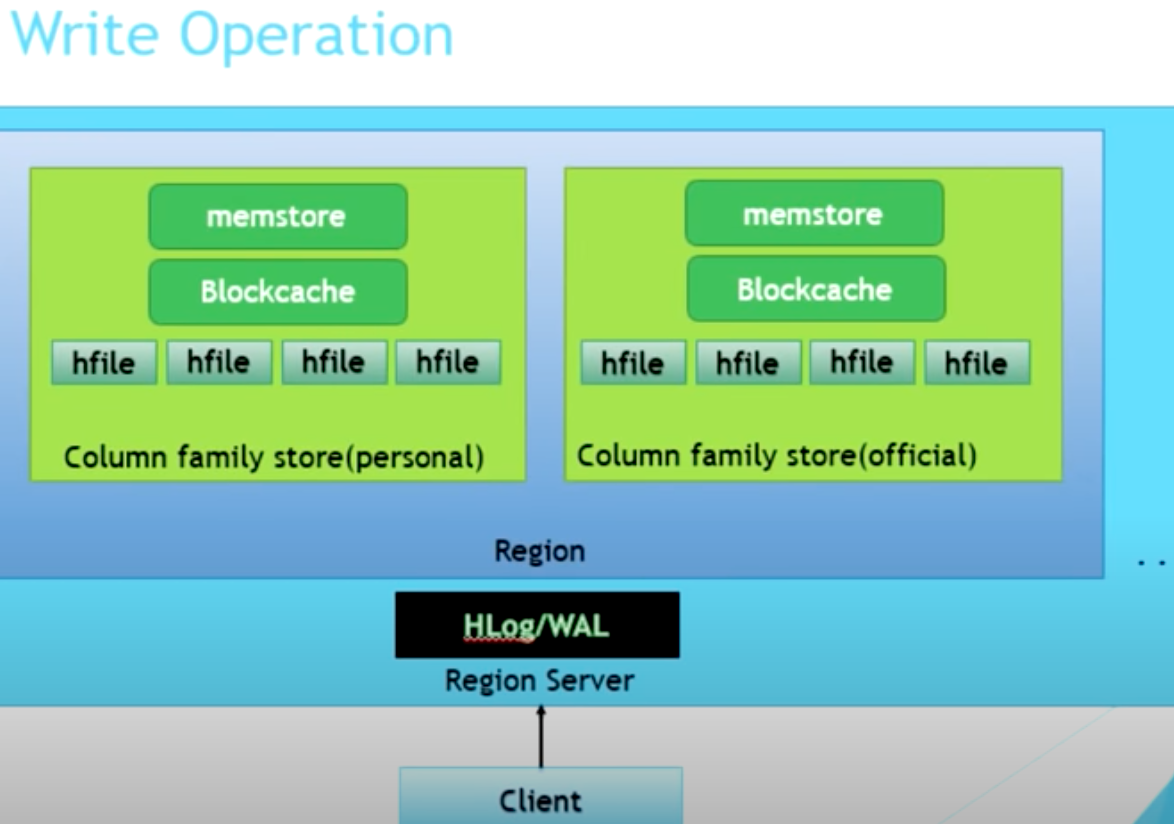 Write Operation
memstore
Blockcache
hfile hfile hfile hfile
Column family store(personal)
memstore
Blockcache
hfile hfile hfile hfile
Column family store(official)
Region
. .
HLog/WAL
Region Server
Client